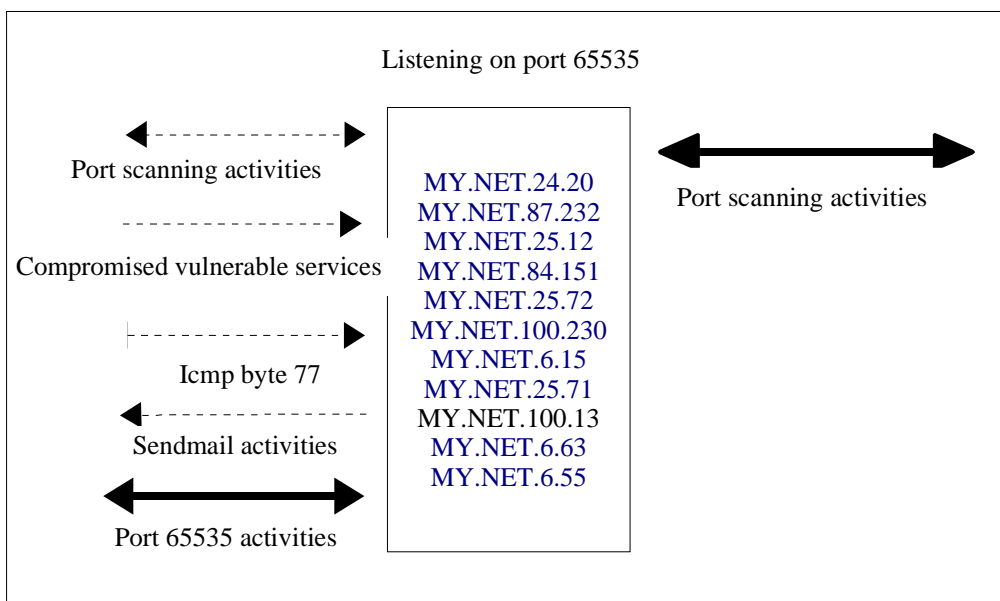 Listening on port 65535
Port scanning activities
Compromised vulnerable services
Icmp byte 77
Sendmail activities
Port 65535 activities
MY.NET.24.20
MY.NET.87.232
MY.NET.25.12
MY.NET.84.151
MY.NET.25.72
MY.NET.100.230
MY.NET.6.15
MY.NET.25.71
MY.NET.100.13
MY.NET.6.63
MY.NET.6.55
Port scanning activities